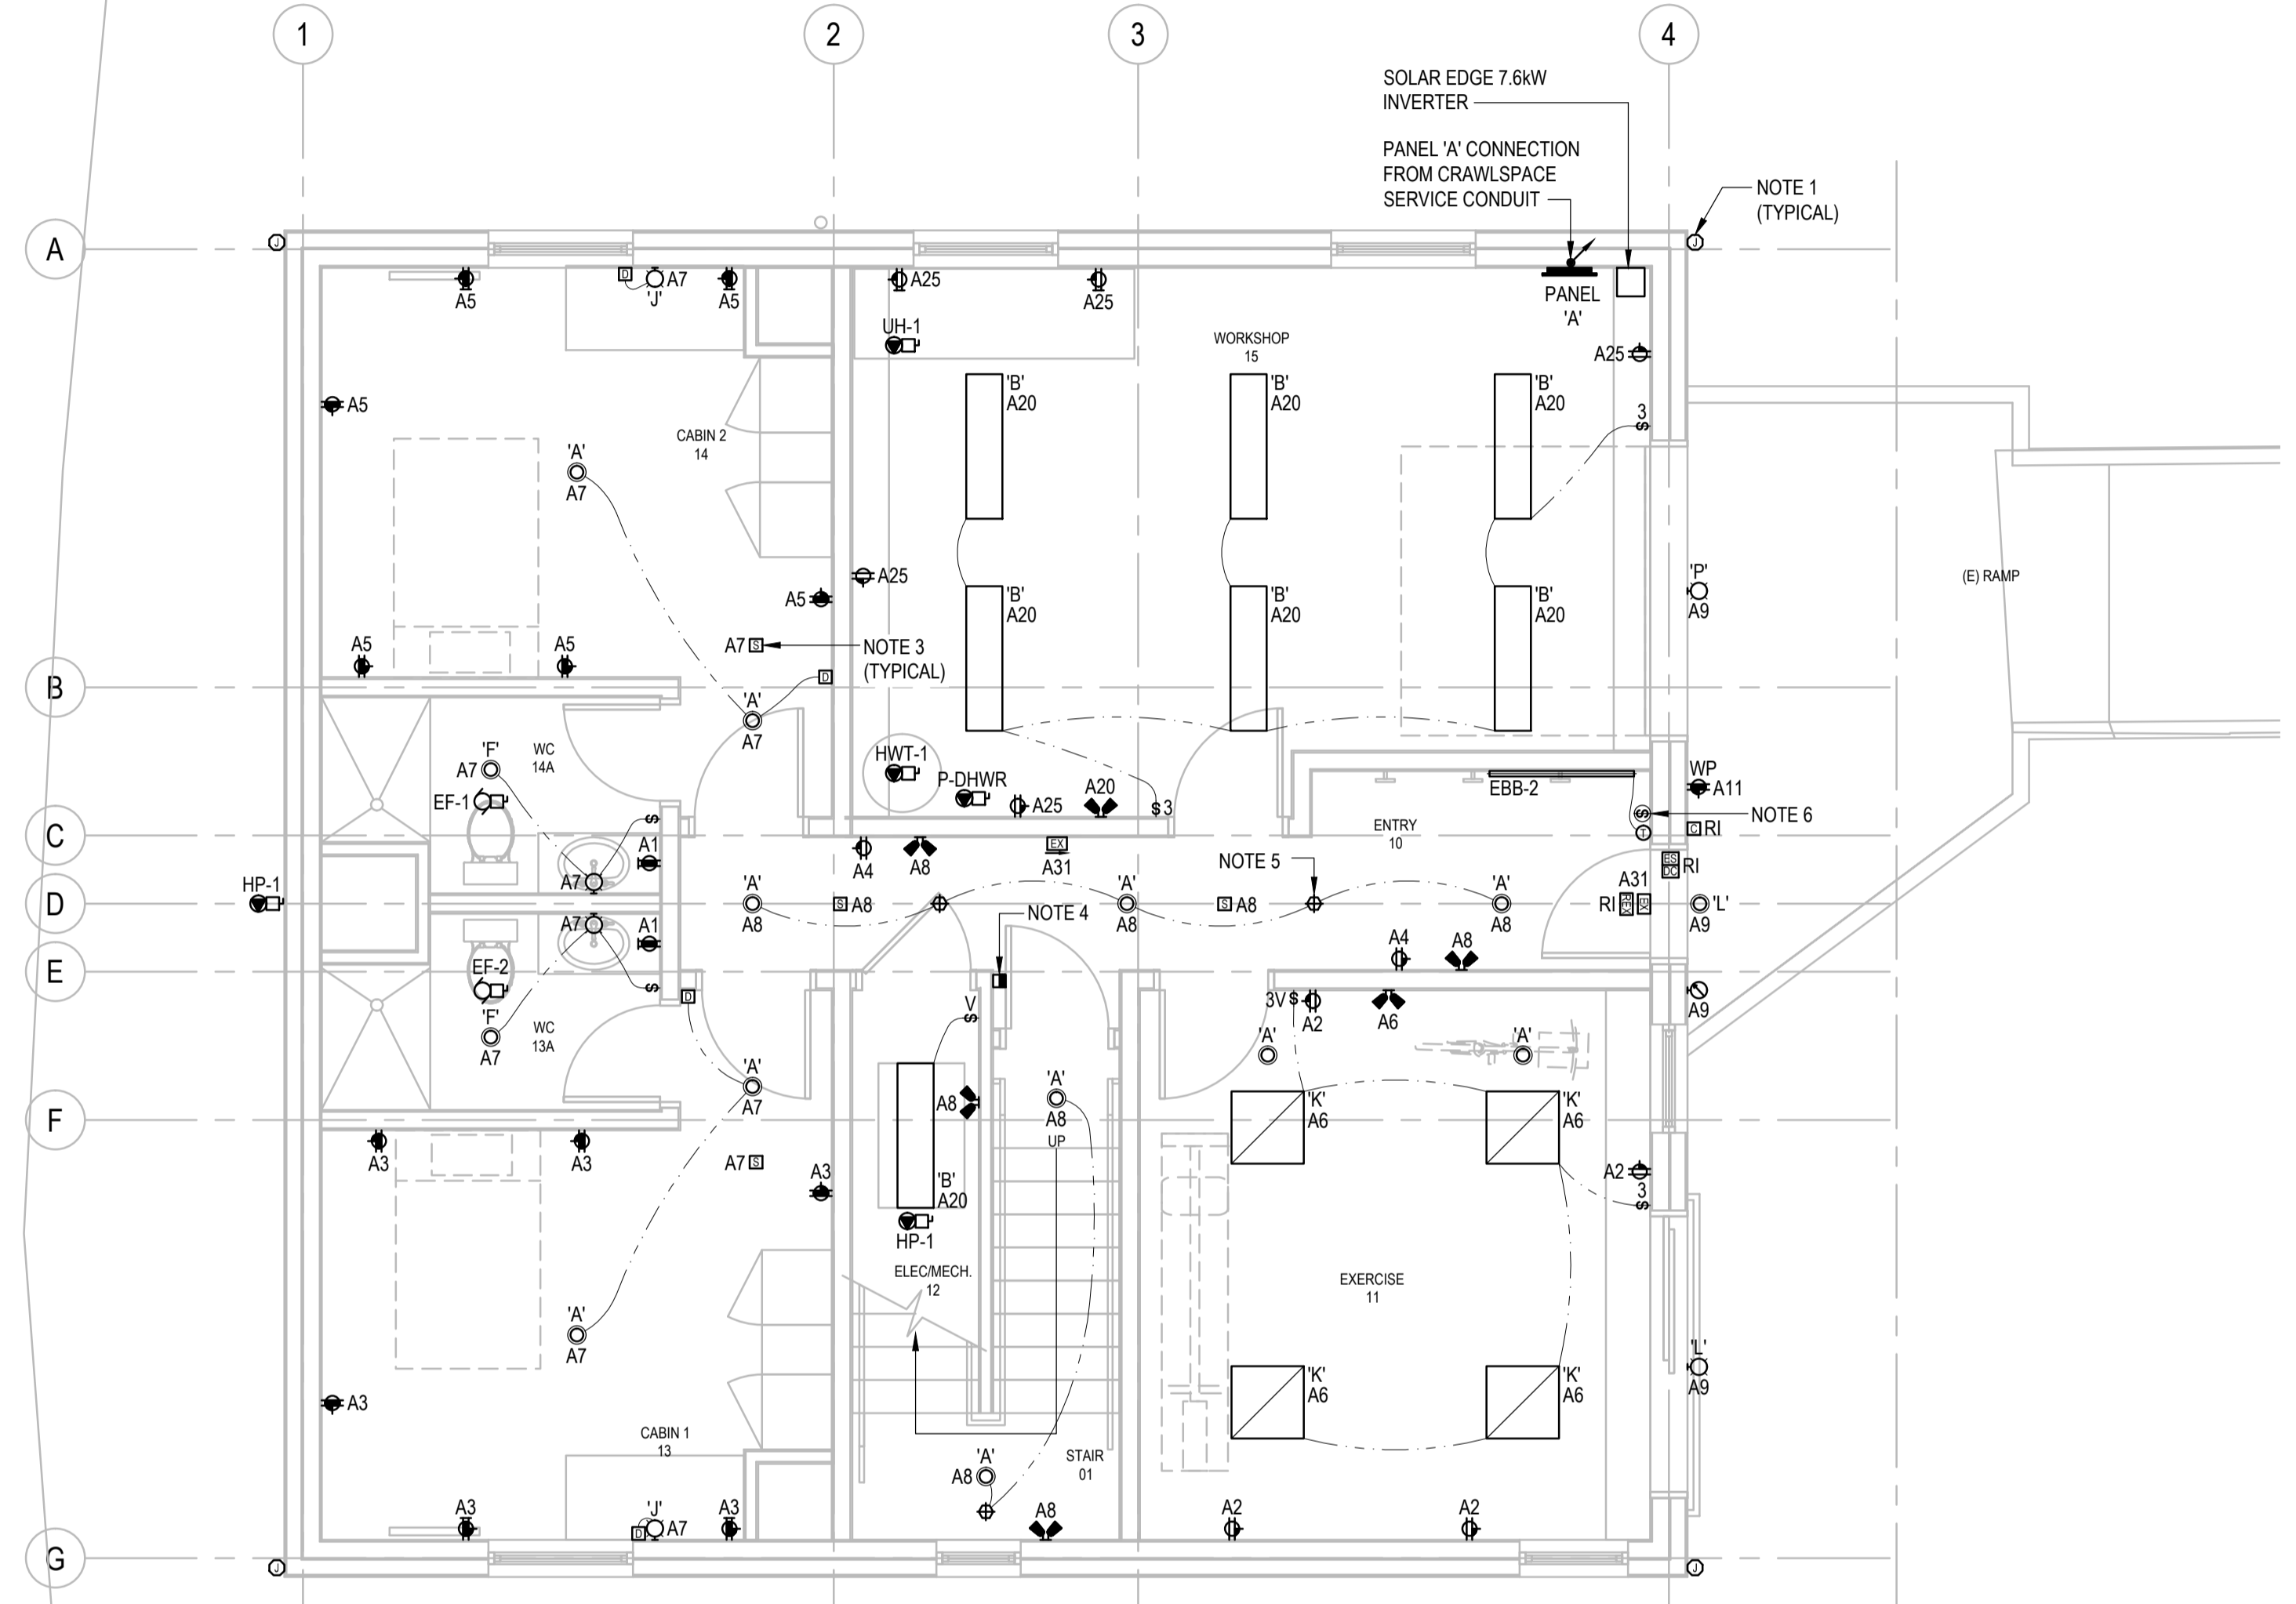 1
2
3
4
SOLAR EDGE 7.6kW
INVERTER
PANEL 'A' CONNECTION
FROM CRAWLSPACE
SERVICE CONDUIT
NOTE 1
(TYPICAL)
A
J
J
D
A7
'J'
A5
A5
A25
A25
PANEL
'A'
UH-1
WORKSHOP
15
A25
A5
'B'
A20
'B'
A20
'B'
A20
3
S
CABIN 2
14
'A'
A7
A25
A5
'B'
A20
'B'
A20
'B'
A20
'P'
A9
(E) RAMP
A5
A5
A7 S
NOTE 3
(TYPICAL)
D
B
'A'
A7
'F'
A7
WC
14A
EF-1
HWT-1
P-DHWR
A25
A20
S 3
EBB-2
WP
A11
S
NOTE 6
T
C RI
C
S
A1
A7
A4
A8
EX
A31
ENTRY
10
NOTE 5
ES
DC
RI
A31
HP-1
D
'A'
A8
S A8
NOTE 4
'A'
A8
S A8
'A'
A8
RI REX EX
'L'
A9
A7
A1
E
EF-2
S
D
'F'
A7
WC
13A
A4
A8
V
S
3V S
A2
A6
A9
'A'
A7
'A'
A8
'A'
'A'
F
A8
UP
'K'
A6
'K'
A6
A3
A3
A7 S
A3
'B'
A20
HP-1
A2
3
S
ELEC/MECH.
12
EXERCISE
11
'A'
A7
'K'
A6
'K'
A6
'L'
A9
A3
CABIN 1
13
STAIR
01
'A'
A8
A3
'J'
D
A7
A3
A8
A2
A2
G
J
J